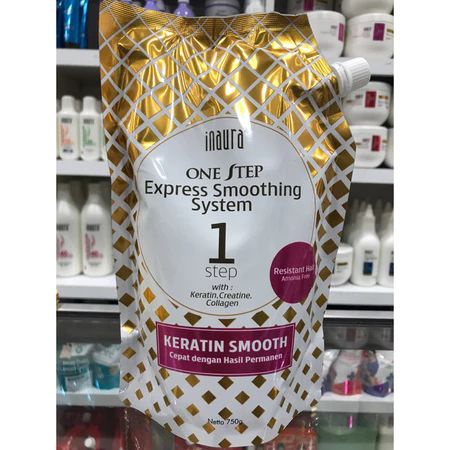 inaura
ONE STEP
Express Smoothing
System
1
step
with :
Keratin,Creatine,
Collagen
Resistant Hair
Amonia Free
KERATIN SMOOTH
Cepat dengan Hasil Permanen
Netto 750g